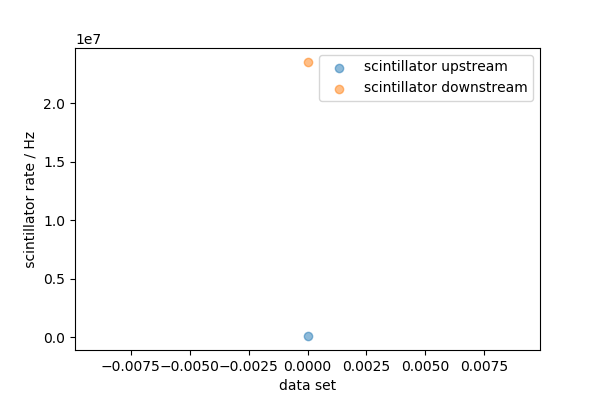 1e7
scintillator upstream
scintillator downstream
2.0
1.5
1.0
0.5
0.0
scintillator rate / Hz
−0.0075 −0.0050 −0.0025 0.0000 0.0025 0.0050 0.0075
data set